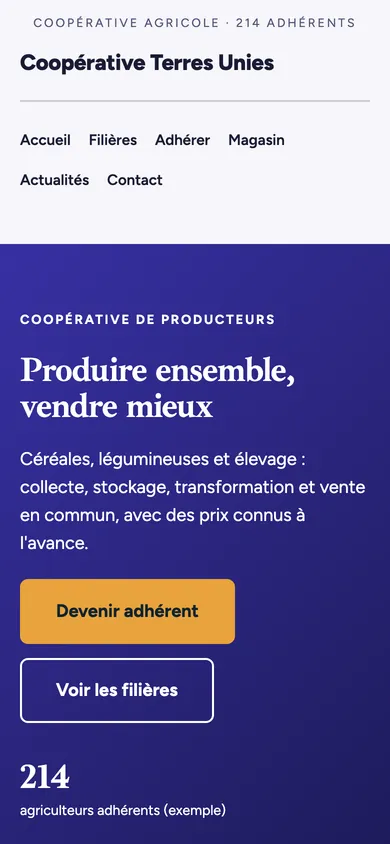 COOPÉRATIVE AGRICOLE · 214 ADHÉRENTS
Coopérative Terres Unies
Accueil Filières Adhérer Magasin
Actualités Contact
COOPÉRATIVE DE PRODUCTEURS
Produire ensemble,
vendre mieux
Céréales, légumineuses et élevage :
collecte, stockage, transformation et vente
en commun, avec des prix connus à
l'avance.
Devenir adhérent
Voir les filières
214
agriculteurs adhérents (exemple)